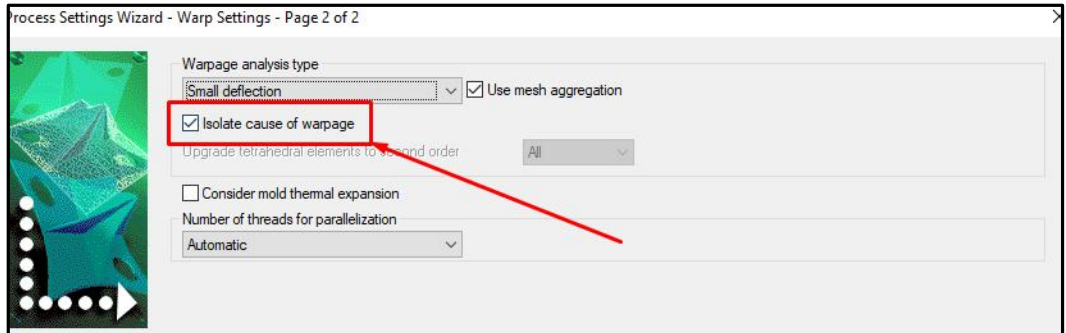 Process Settings Wizard - Warp Settings - Page 2 of 2
Warpage analysis type
Small deflection
Use mesh aggregation
Isolate cause of warpage
Upgrade tetrahedral elements to second order
All
Consider mold thermal expansion
Number of threads for parallelization
Automatic